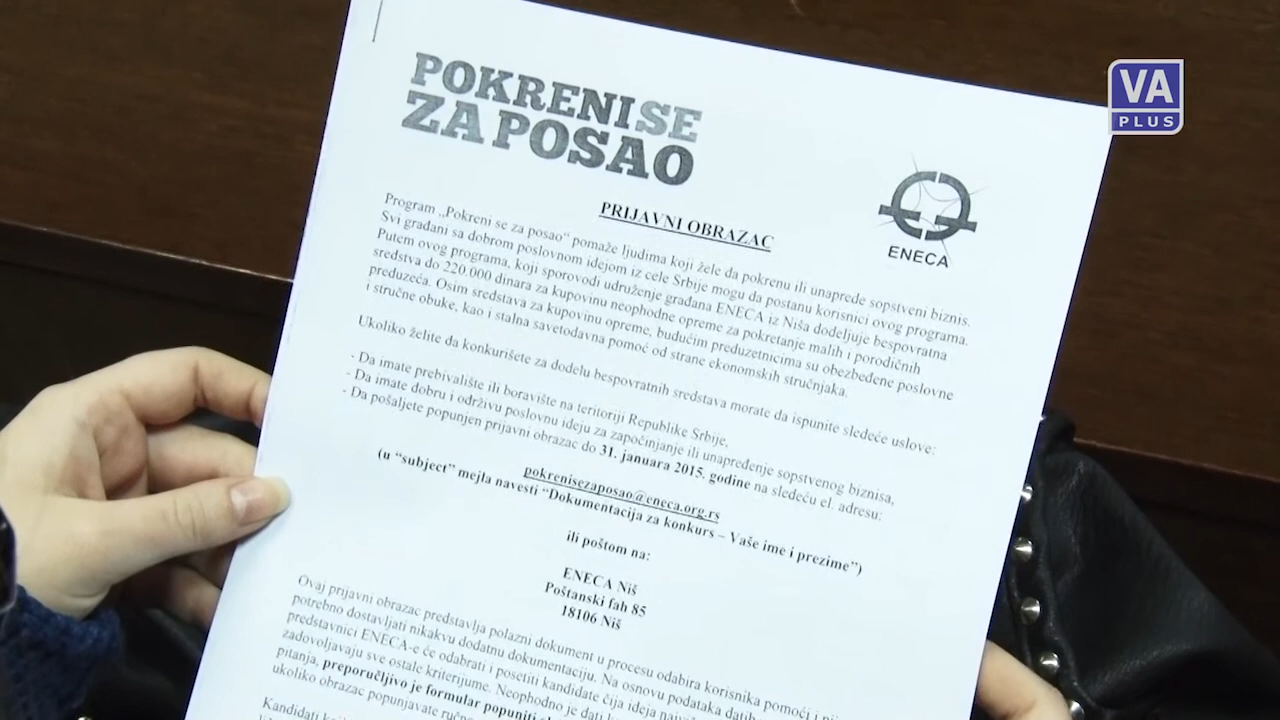 POKRENI SE
ZA POSAO
VA
PLUS
ENECA
PRIJAVNI OBRAZAC
Program „Pokreni se za posao“ pomaže ljudima koji žele da pokrenu ili unaprede sopstveni biznis.
Svi građani sa dobrom poslovnom idejom iz cele Srbije mogu da postanu korisnici ovog programa.
Putem ovog programa, koji sporovodi udruženje građana ENECA iz Niša dodeljuje bespovratna
sredstva do 220.000 dinara za kupovinu neophodne opreme za pokretanje malih i porodičnih
preduzeća. Osim sredstava za kupovinu opreme, budućim preduzetnicima su obezbeđene poslovne
i stručne obuke, kao i stalna savetodavna pomoć od strane ekonomskih stručnjaka.
Ukoliko želite da konkurišete za dodelu bespovratnih sredstava morate da ispunite sledeće uslove:
- Da imate prebivalište ili boravište na teritoriji Republike Srbije,
- Da imate dobru i održivu poslovnu ideju za započinjanje ili unapređenje sopstvenog biznisa,
- Da pošaljete popunjen prijavni obrazac do 31. januara 2015. godine na sledeću el. adresu:
pokrenisezaposao@eneca.org.rs
(u “subject” mejla navesti “Dokumentacija za konkurs – Vaše ime i prezime”)
ili poštom na:
ENECA Niš
Poštanski fah 85
18106 Niš
Ovaj prijavni obrazac predstavlja polazni dokument u procesu odabira korisnika pomoći i
potrebno dostavljati nikakvu dodatnu dokumentaciju. Na osnovu podataka datih
predstavnici ENECA-e će odabrati i posetiti kandidate čija ideja
zadovoljavaju sve ostale kriterijume. Neophodno je dati
pitanja, preporučljivo je formular popuniti
ukoliko obrazac popunjavate
Kandidati